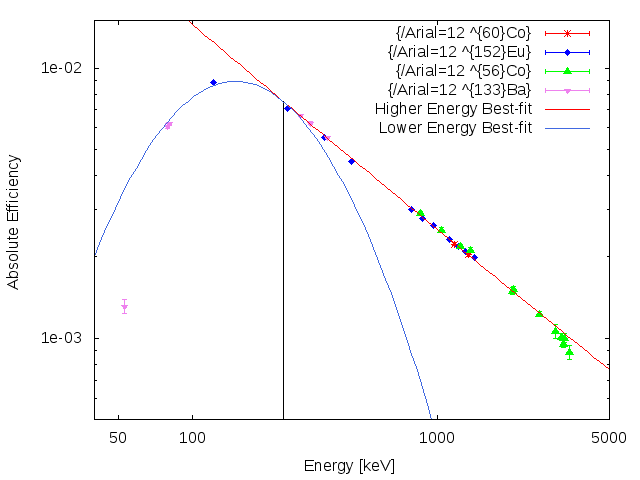 {/Arial=12 ^{60}Co}
{/Arial=12 ^{152}Eu}
{/Arial=12 ^{56}Co}
{/Arial=12 ^{133}Ba}
Higher Energy Best-fit
Lower Energy Best-fit
1e-02
1e-03
Absolute Efficiency
50 100 1000 5000
Energy [keV]